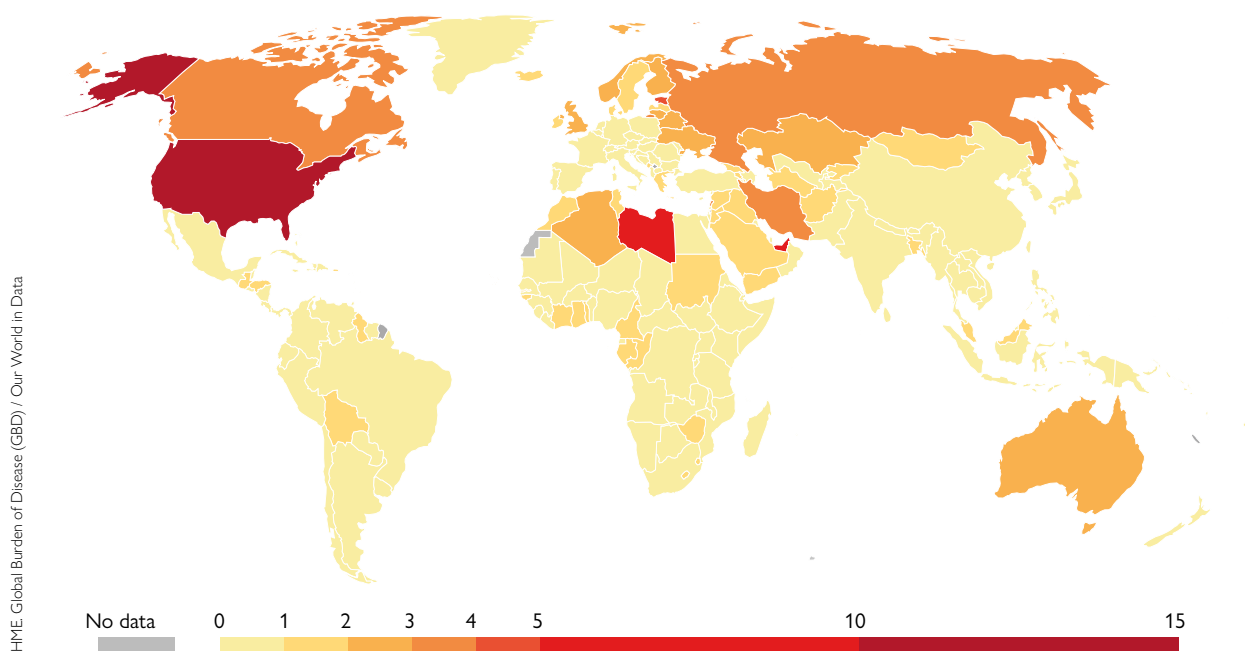 HME. Global Burden of Disease (GBD) / Our World in Data
No data 0 1 2 3 4 5 10 15